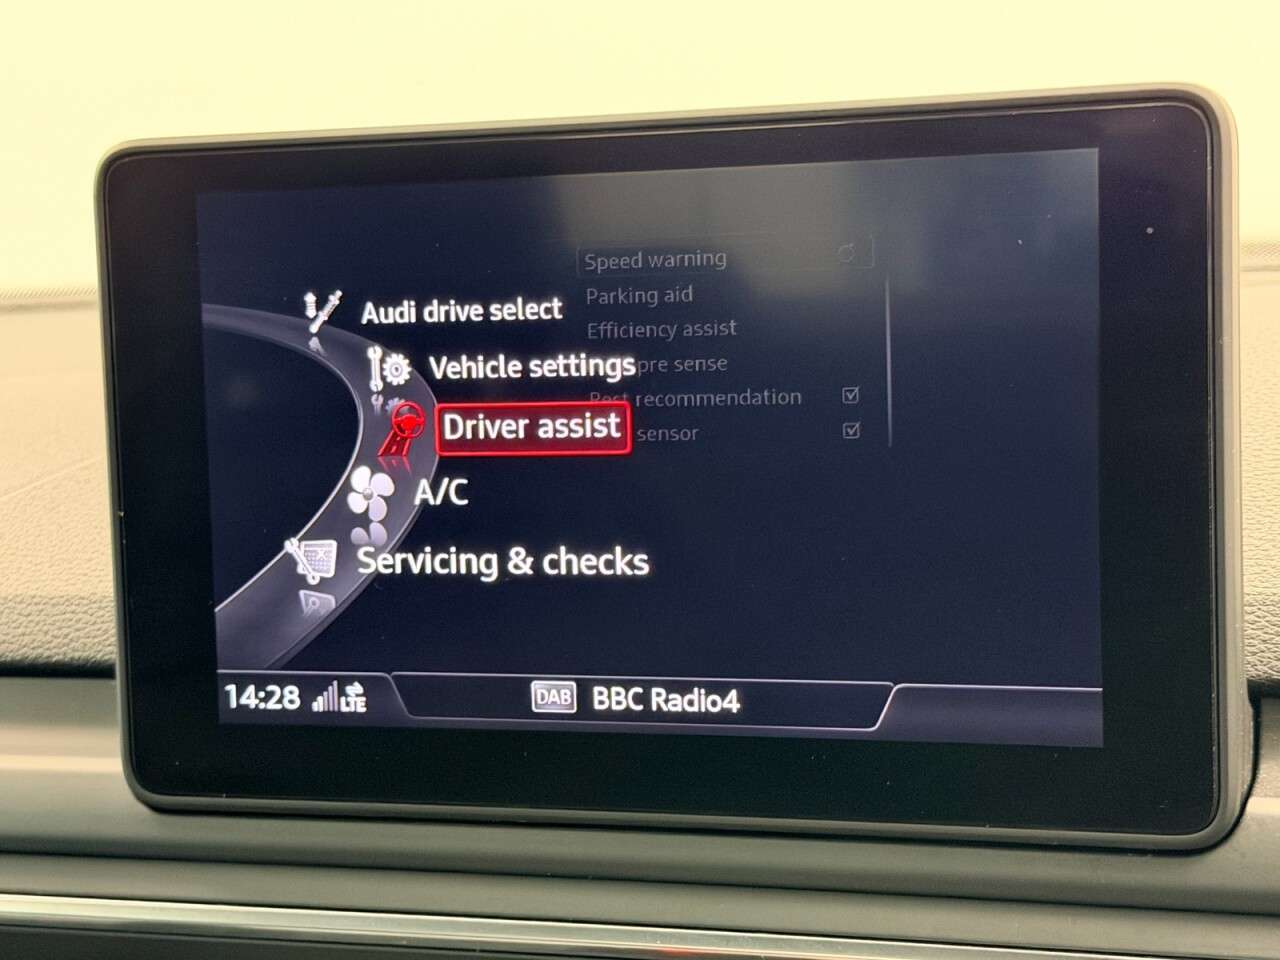 Speed warning
Parking aid
Audi drive select
Efficiency assist
Vehicle settings
pre sense
recommendation
Driver assist
sensor
A/C
Servicing & checks
14:28 LTE
DAB BBC Radio4